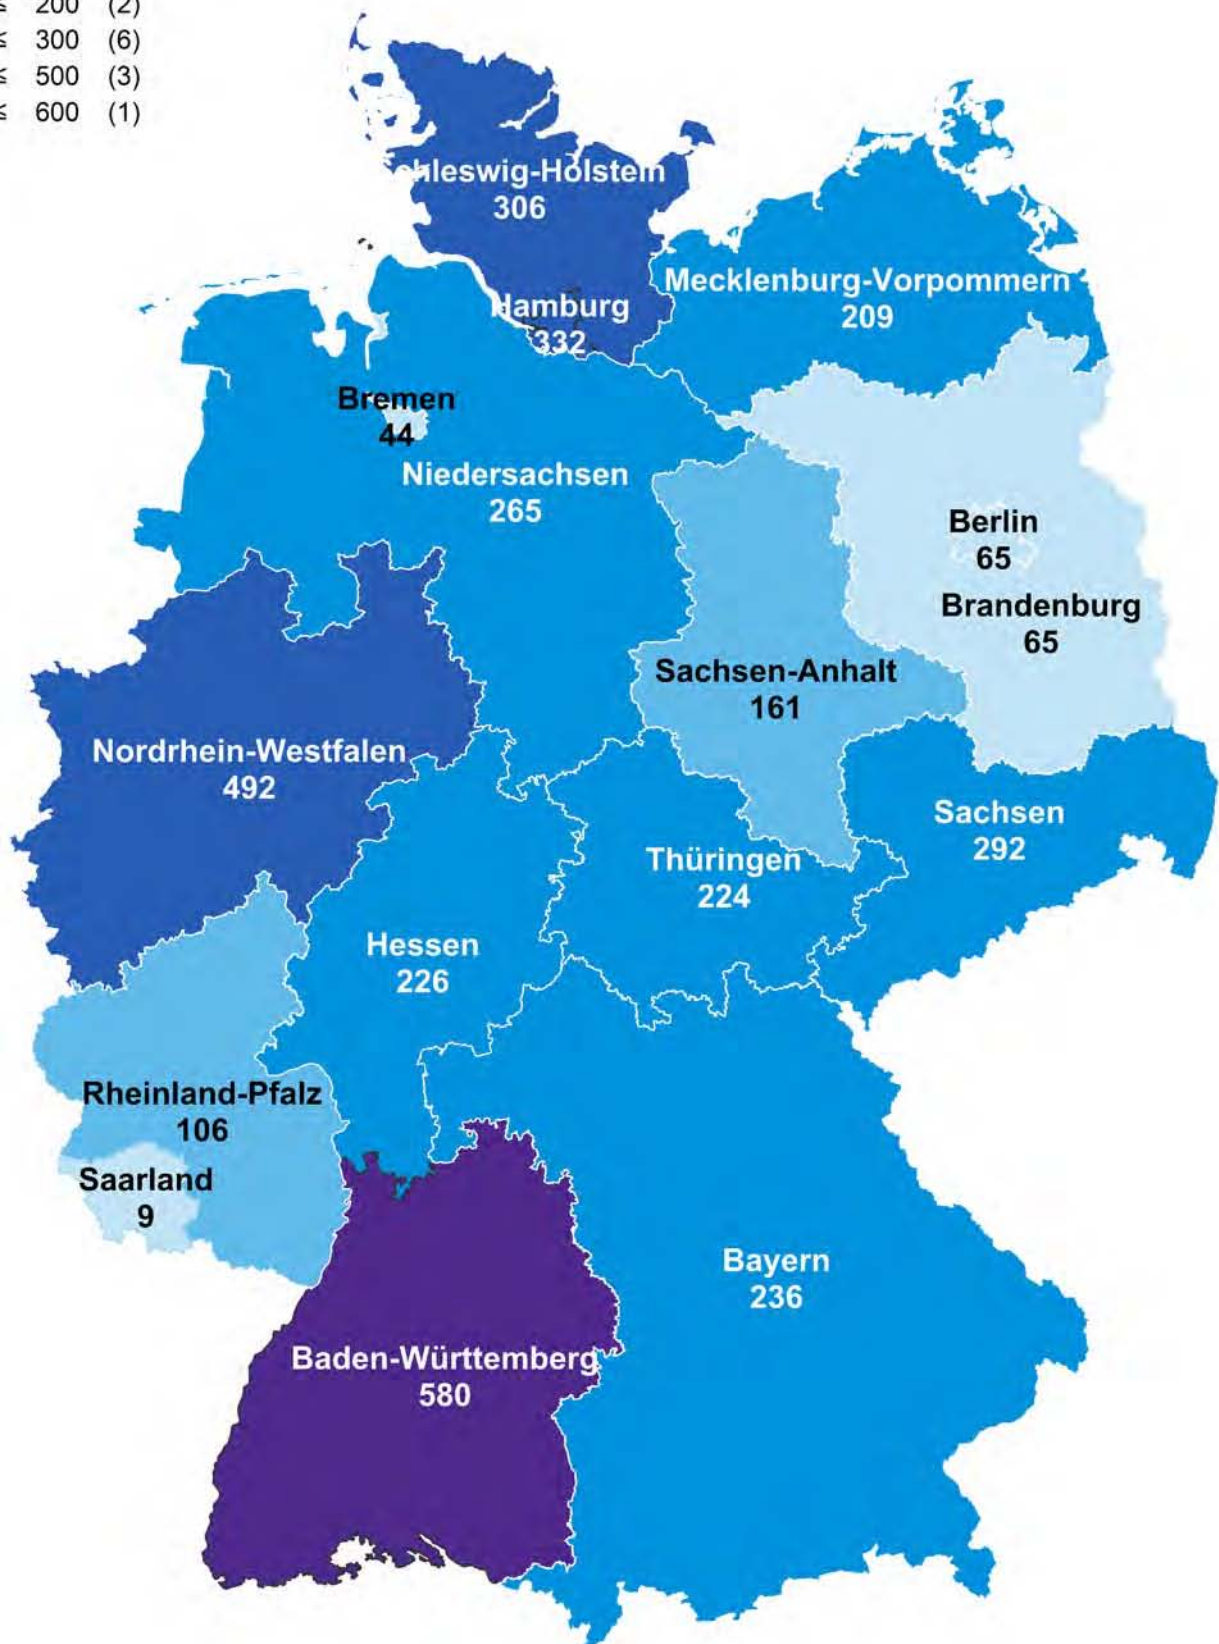 ≤ 200 (2)
≤ 300 (6)
≤ 500 (3)
≤ 600 (1)
Schleswig-Holstein
306
Mecklenburg-Vorpommern
209
Hamburg
332
Bremen
44
Niedersachsen
265
Berlin
65
Brandenburg
65
Sachsen-Anhalt
161
Nordrhein-Westfalen
492
Sachsen
292
Thüringen
224
Hessen
226
Rheinland-Pfalz
106
Saarland
9
Bayern
236
Baden-Württemberg
580